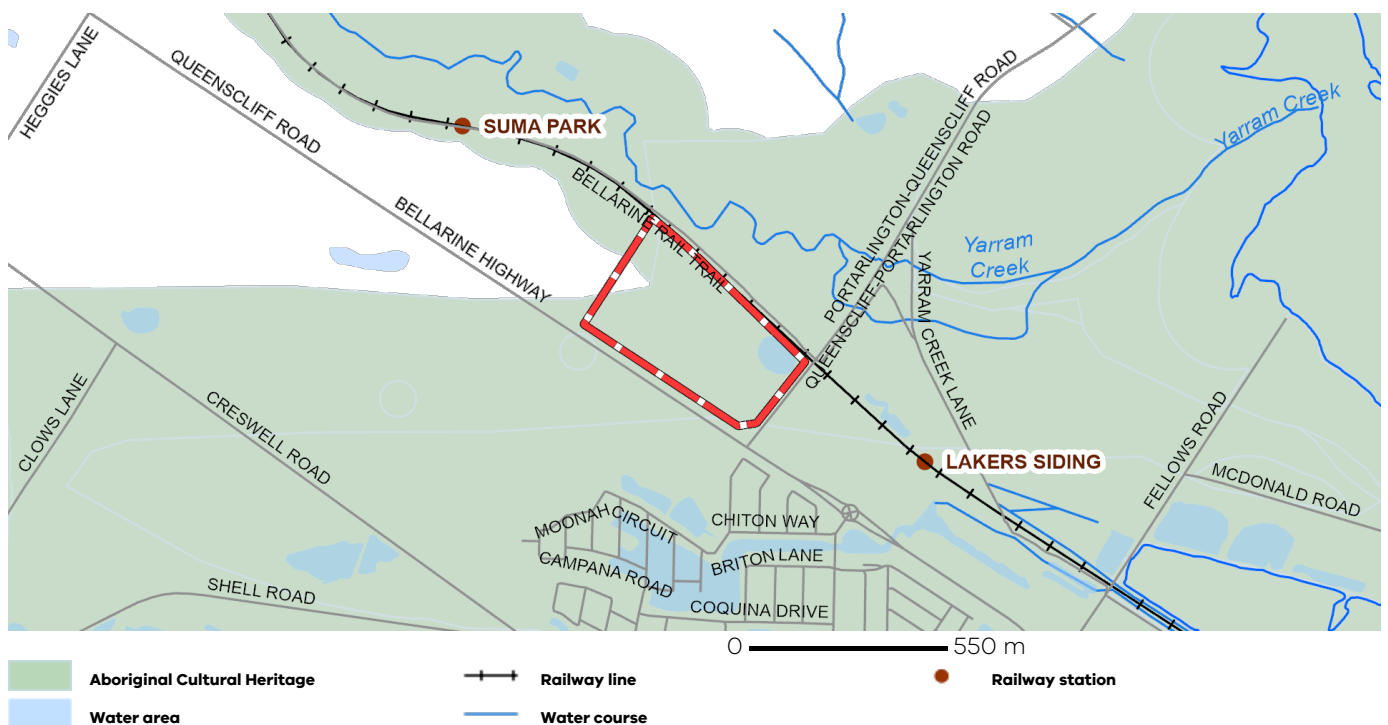 HEGGIES LANE
QUEENSCLIFF ROAD
SUMA PARK
BELLARINE RAIL TRAIL
BELLARINE HIGHWAY
PORTARLINGTON-QUEENSCLIFF ROAD
QUEENSCLIFF-PORTARLINGTON ROAD
Yarram Creek
Yarram
Creek
YARRAM CREEK LANE
CLOWS LANE
CRESWELL ROAD
LAKERS SIDING
FELLOWS ROAD
MCDONALD ROAD
MOONAH CIRCUIT
CHITON WAY
CAMPANA ROAD
BRITON LANE
SHELL ROAD
COQUINA DRIVE
0 550 m
Aboriginal Cultural Heritage
Railway line
Railway station
Water area
Water course